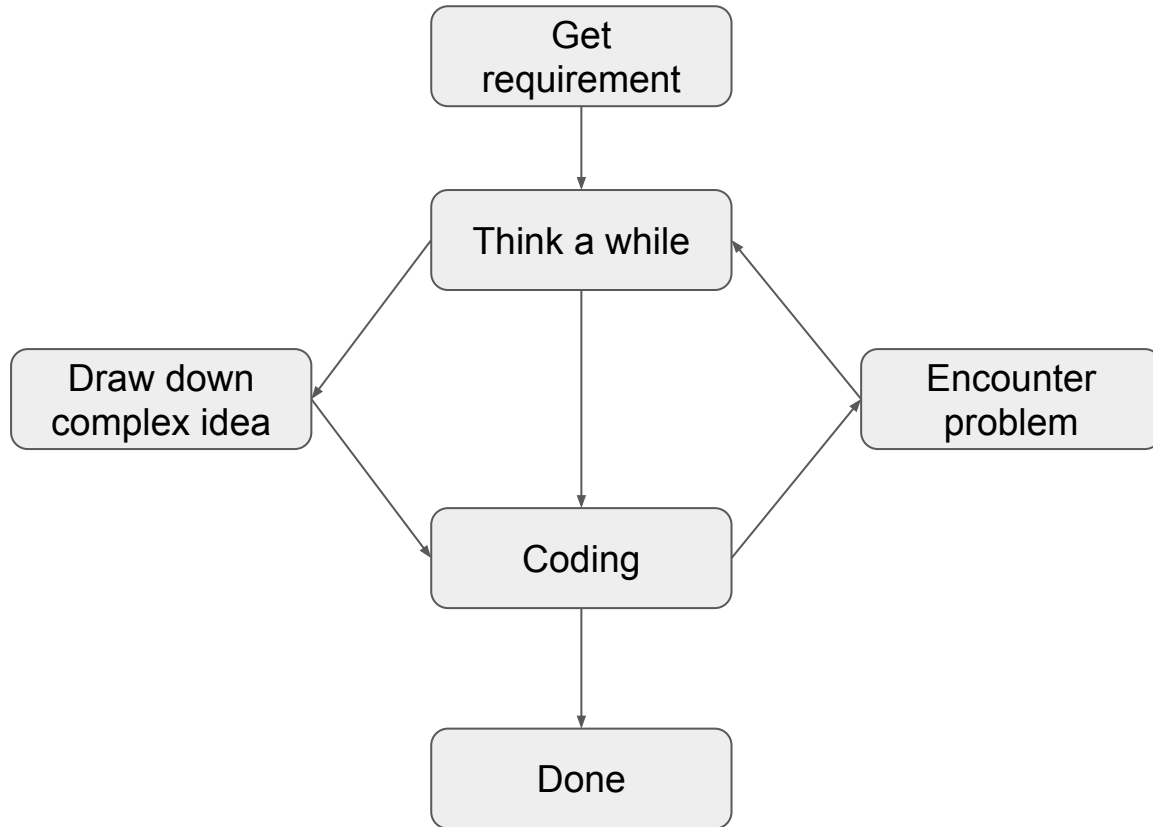 Get
requirement
Think a while
Draw down
complex idea
Encounter
problem
Coding
Done